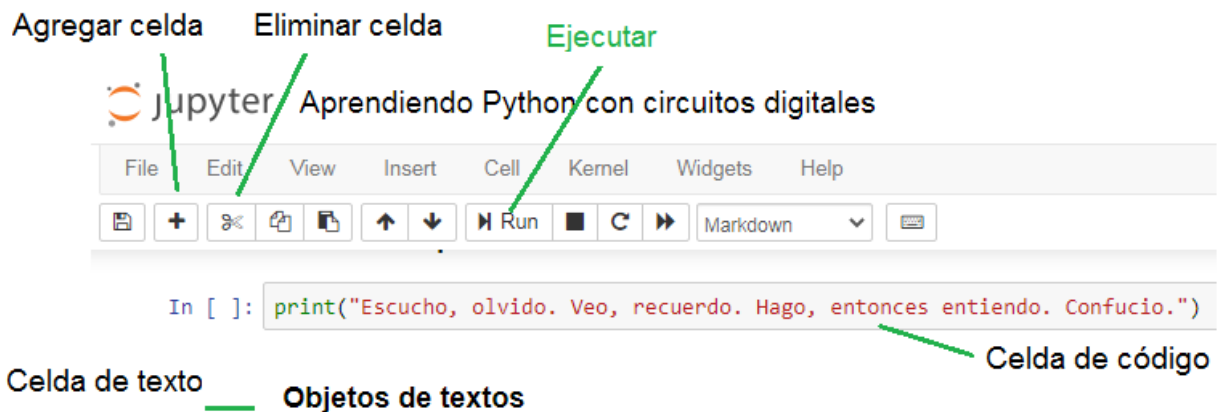 Agregar celda Eliminar celda Ejecutar
jupyter Aprendiendo Python con circuitos digitales
File Edit View Insert Cell Kernel Widgets Help
Run Markdown
In [ ]: print("Escucho, olvido. Veo, recuerdo. Hago, entonces entiendo. Confucio.")
Celda de código
Celda de texto
Objetos de textos